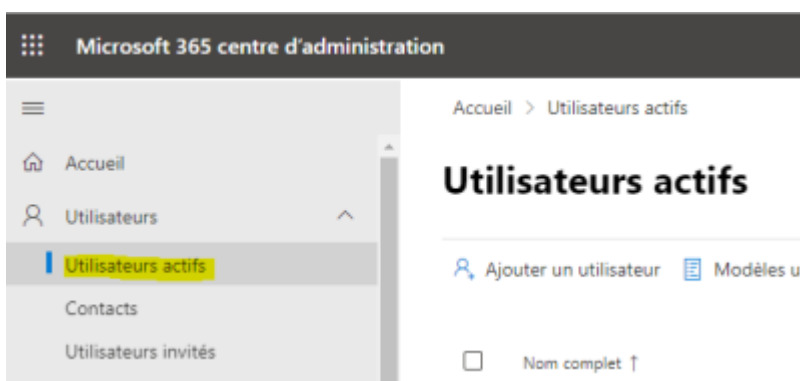 Microsoft 365 centre d'administration
Accueil > Utilisateurs actifs
Accueil
Utilisateurs
Utilisateurs actifs
Contacts
Utilisateurs invités
Utilisateurs actifs
Ajouter un utilisateur Modèles u
Nom complet ↑